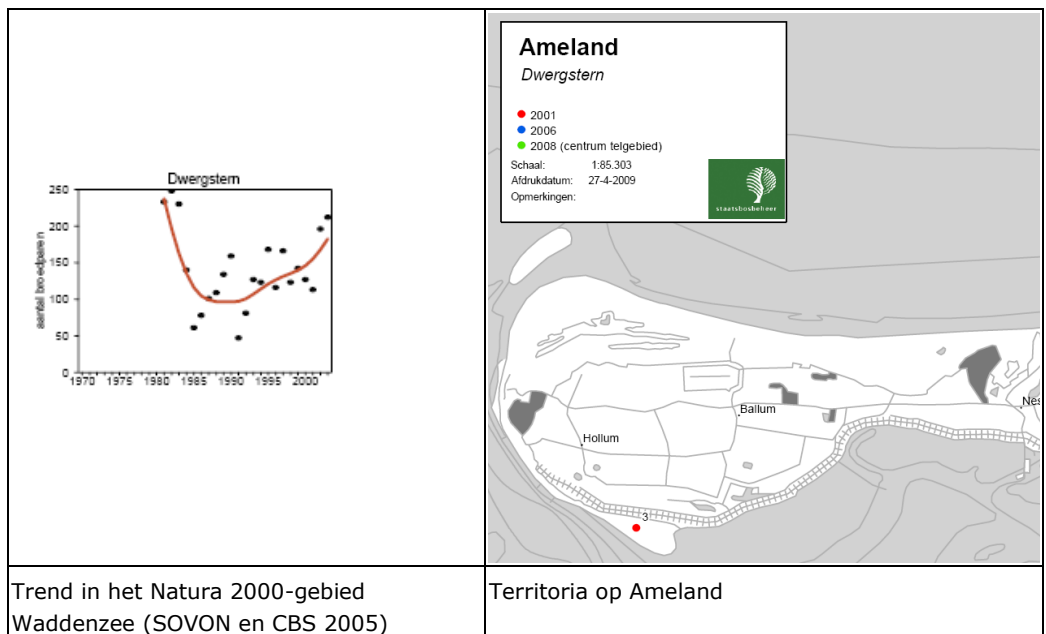 Dwergstern
250
200
150
100
50
0
aantal broedparen
1970 1975 1980 1985 1990 1995 2000
Ameland
Dwergstern
2001
2006
2008 (centrum telgebied)
Schaal: 1:85.303
Afdrukdatum: 27-4-2009
Opmerkingen:
staatsbosbeheer
Nes
Ballum
Hollum
3
Trend in het Natura 2000-gebied
Waddenzee (SOVON en CBS 2005)
Territoria op Ameland